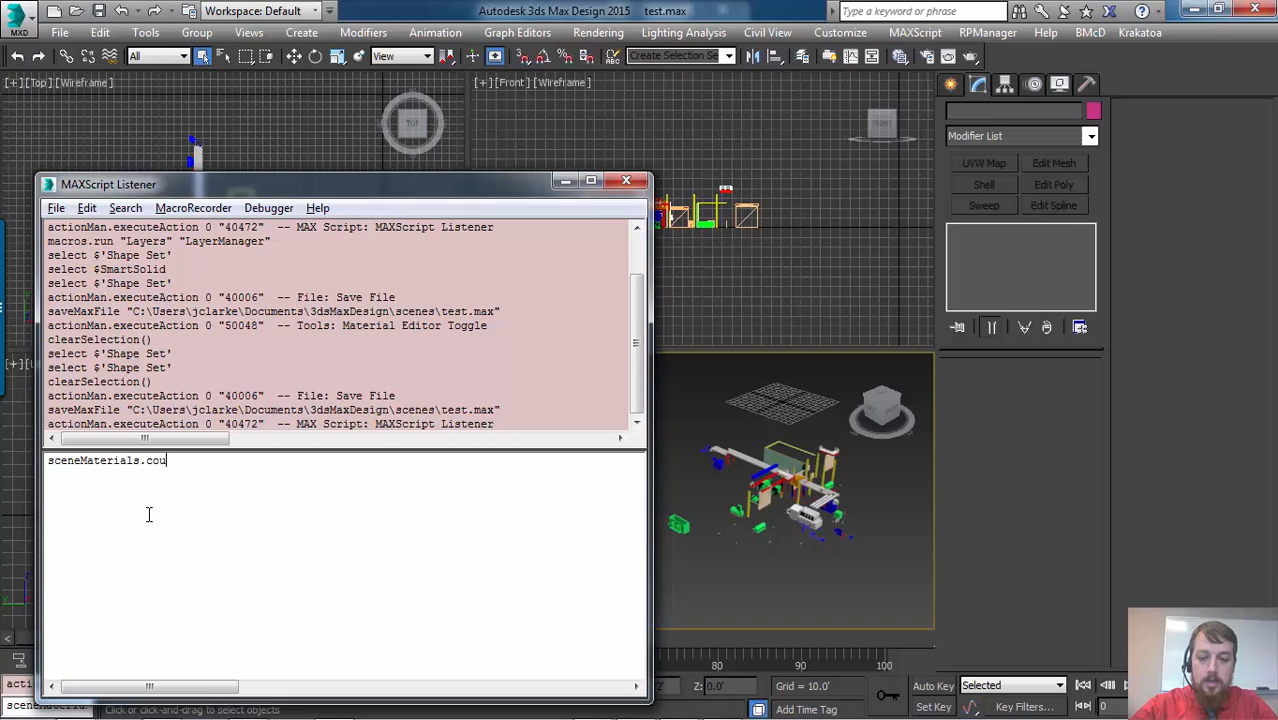 MXD Workspace: Default Autodesk 3ds Max Design 2015 test.max Type a keyword or phrase
File Edit Tools Group Views Create Modifiers Animation Graph Editors Rendering Lighting Analysis Civil View Customize MAXScript RPManager Help BMcD Krakatoa
All View Create Selection Se
[+][Top][Wireframe] [+][Front][Wireframe]
TOP FRONT
Modifier List
UVW Map Edit Mesh
Shell Edit Poly
Sweep Edit Spline
MAXScript Listener
File Edit Search MacroRecorder Debugger Help
actionMan.executeAction 0 "40472" -- MAX Script: MAXScript Listener
macros.run "Layers" "LayerManager"
select $'Shape Set'
select $SmartSolid
select $'Shape Set'
actionMan.executeAction 0 "40006" -- File: Save File
saveMaxFile "C:\Users\jclarke\Documents\3dsMaxDesign\scenes\test.max"
actionMan.executeAction 0 "50048" -- Tools: Material Editor Toggle
clearSelection()
select $'Shape Set'
select $'Shape Set'
clearSelection()
actionMan.executeAction 0 "40006" -- File: Save File
saveMaxFile "C:\Users\jclarke\Documents\3dsMaxDesign\scenes\test.max"
actionMan.executeAction 0 "40472" -- MAX Script: MAXScript Listener
sceneMaterials.cou
80 90 100
Z: 0.0' Grid = 10.0' Auto Key Selected
Click or click-and-drag to select objects Add Time Tag Set Key Key Filters... 0